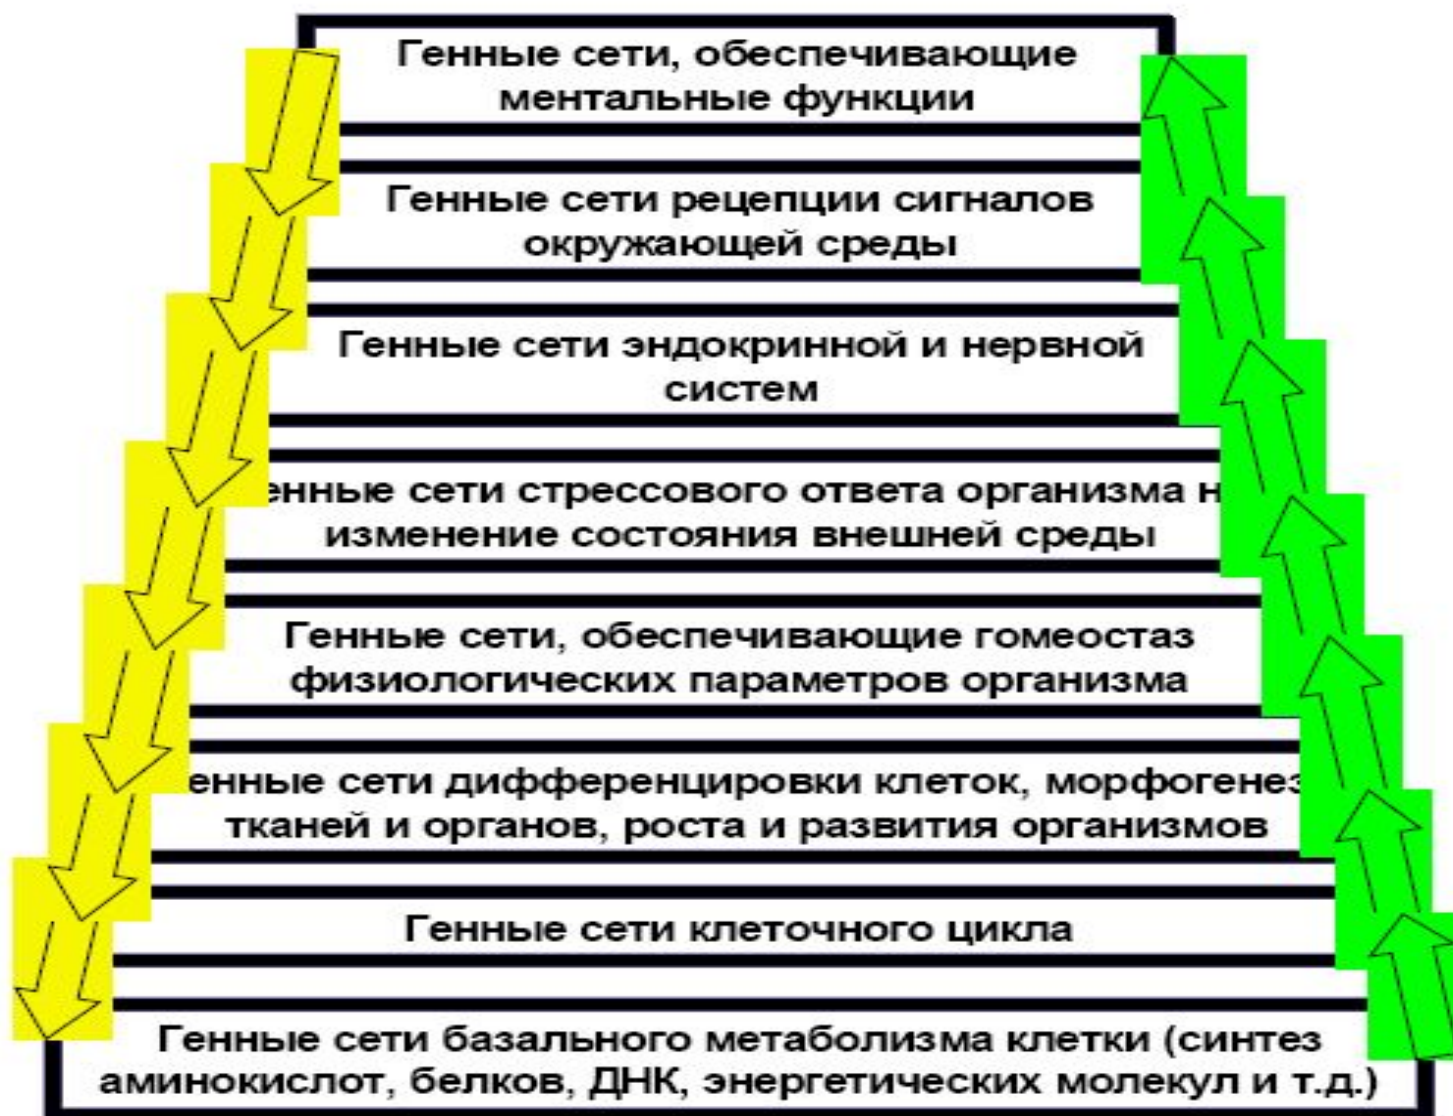 Генные сети, обеспечивающие
ментальные функции
Генные сети рецепции сигналов
окружающей среды
Генные сети эндокринной и нервной
систем
енные сети стрессового ответа организма н
изменение состояния внешней среды
Генные сети, обеспечивающие гомеостаз
физиологических параметров организма
енные сети дифференцировки клеток, морфогенез
тканей и органов, роста и развития организмов
Генные сети клеточного цикла
Генные сети базального метаболизма клетки (синтез
аминокислот, белков, ДНК, энергетических молекул и т.д.)